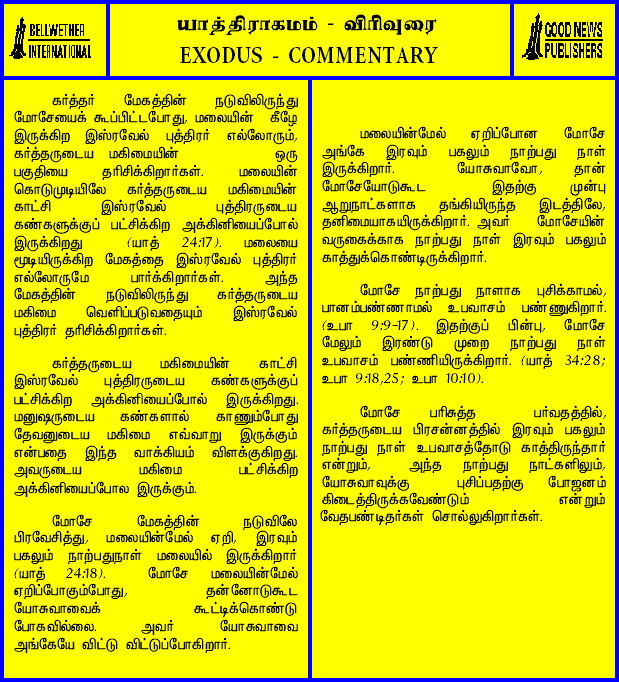 BELLWETHER
INTERNATIONAL
யாத்திராகமம் - விரிவுரை
EXODUS - COMMENTARY
GOOD NEWS
PUBLISHERS
கர்த்தர் மேகத்தின் நடுவிலிருந்து
மோசேயைக் கூப்பிட்டபோது, மலையின் கீழே
இருக்கிற இஸ்ரவேல் புத்திரர் எல்லோரும்,
கர்த்தருடைய மகிமையின் ஒரு
பகுதியை தரிசிக்கிறார்கள். மலையின்
கொடுமுடியிலே கர்த்தருடைய மகிமையின்
காட்சி இஸ்ரவேல் புத்திரருடைய
கண்களுக்குப் பட்சிக்கிற அக்கினியைப்போல்
இருக்கிறது (யாத் 24:17). மலையை
மூடியிருக்கிற மேகத்தை இஸ்ரவேல் புத்திரர்
எல்லோருமே பார்க்கிறார்கள். அந்த
மேகத்தின் நடுவிலிருந்து கர்த்தருடைய
மகிமை வெளிப்படுவதையும் இஸ்ரவேல்
புத்திரர் தரிசிக்கிறார்கள்.
கர்த்தருடைய மகிமையின் காட்சி
இஸ்ரவேல் புத்திரருடைய கண்களுக்குப்
பட்சிக்கிற அக்கினியைப்போல் இருக்கிறது.
மனுஷருடைய கண்களால் காணும்போது
தேவனுடைய மகிமை எவ்வாறு இருக்கும்
என்பதை இந்த வாக்கியம் விளக்குகிறது.
அவருடைய மகிமை பட்சிக்கிற
அக்கினியைப்போல இருக்கும்.
மோசே மேகத்தின் நடுவிலே
பிரவேசித்து, மலையின்மேல் ஏறி, இரவும்
பகலும் நாற்பதுநாள் மலையில் இருக்கிறார்
(யாத் 24:18). மோசே மலையின்மேல்
ஏறிப்போகும்போது, தன்னோடுகூட
யோசுவாவைக் கூட்டிக்கொண்டு
போகவில்லை. அவர் யோசுவாவை
அங்கேயே விட்டு விட்டுப்போகிறார்.
மலையின்மேல் ஏறிப்போன மோசே
அங்கே இரவும் பகலும் நாற்பது நாள்
இருக்கிறார். யோசுவாவோ, தான்
மோசேயோடுகூட இதற்கு முன்பு
ஆறுநாட்களாக தங்கியிருந்த இடத்திலே,
தனிமையாகயிருக்கிறார். அவர் மோசேயின்
வருகைக்காக நாற்பது நாள் இரவும் பகலும்
காத்துக்கொண்டிருக்கிறார்.
மோசே நாற்பது நாளாக புசிக்காமல்,
பானம்பண்ணாமல் உபவாசம் பண்ணுகிறார்.
(உபா 9:9-17). இதற்குப் பின்பு, மோசே
மேலும் இரண்டு முறை நாற்பது நாள்
உபவாசம் பண்ணியிருக்கிறார். (யாத் 34:28;
உபா 9:18,25; உபா 10:10).
மோசே பரிசுத்த பர்வதத்தில்,
கர்த்தருடைய பிரசன்னத்தில் இரவும் பகலும்
நாற்பது நாள் உபவாசத்தோடு காத்திருந்தார்
என்றும், அந்த நாற்பது நாட்களிலும்,
யோசுவாவுக்கு புசிப்பதற்கு போஜனம்
கிடைத்திருக்கவேண்டும் என்றும்
வேதபண்டிதர்கள் சொல்லுகிறார்கள்.